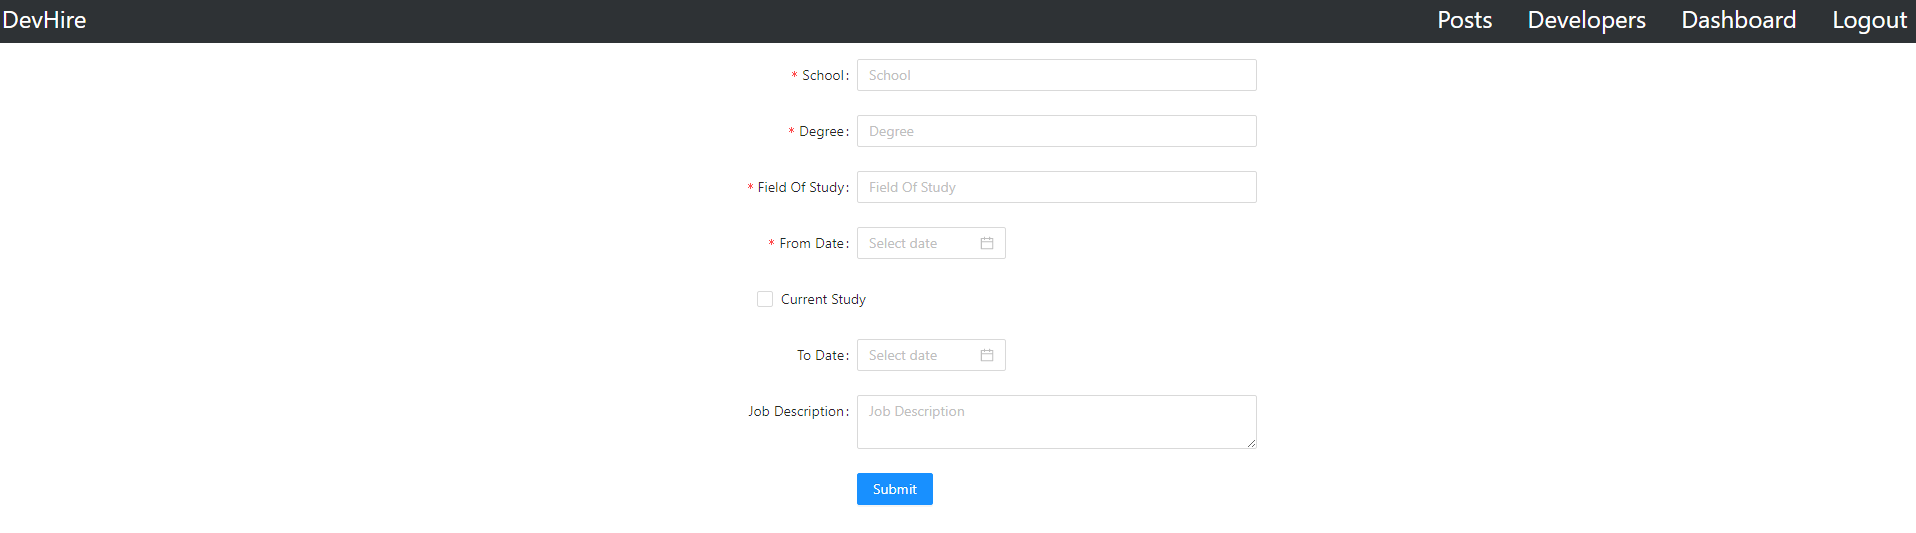 DevHire Posts Developers Dashboard Logout
* School: School
* Degree: Degree
* Field Of Study: Field Of Study
* From Date: Select date
Current Study
To Date: Select date
Job Description: Job Description
Submit